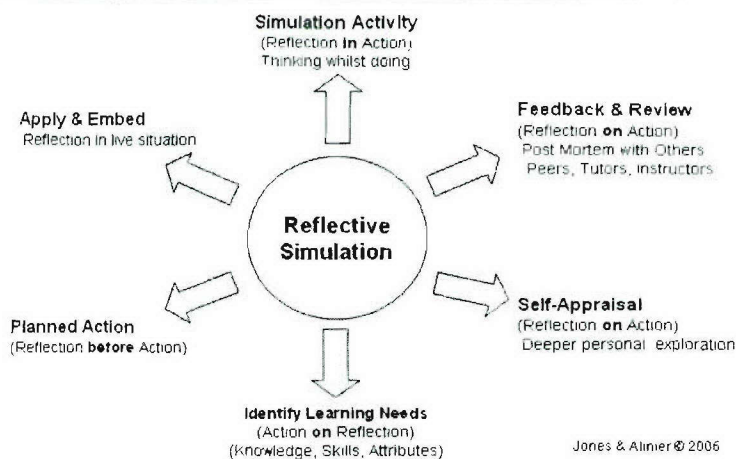 Simulation Activity
(Reflection in Action)
Thinking whilst doing
Feedback & Review
(Reflection on Action)
Post Mortem with Others
Peers, Tutors, instructors
Apply & Embed
Reflection in live situation
Reflective
Simulation
Self-Appraisal
(Reflection on Action)
Deeper personal exploration
Planned Action
(Reflection before Action)
Identify Learning Needs
(Action on Reflection)
(Knowledge, Skills, Attributes)
Jones & Alinier © 2006